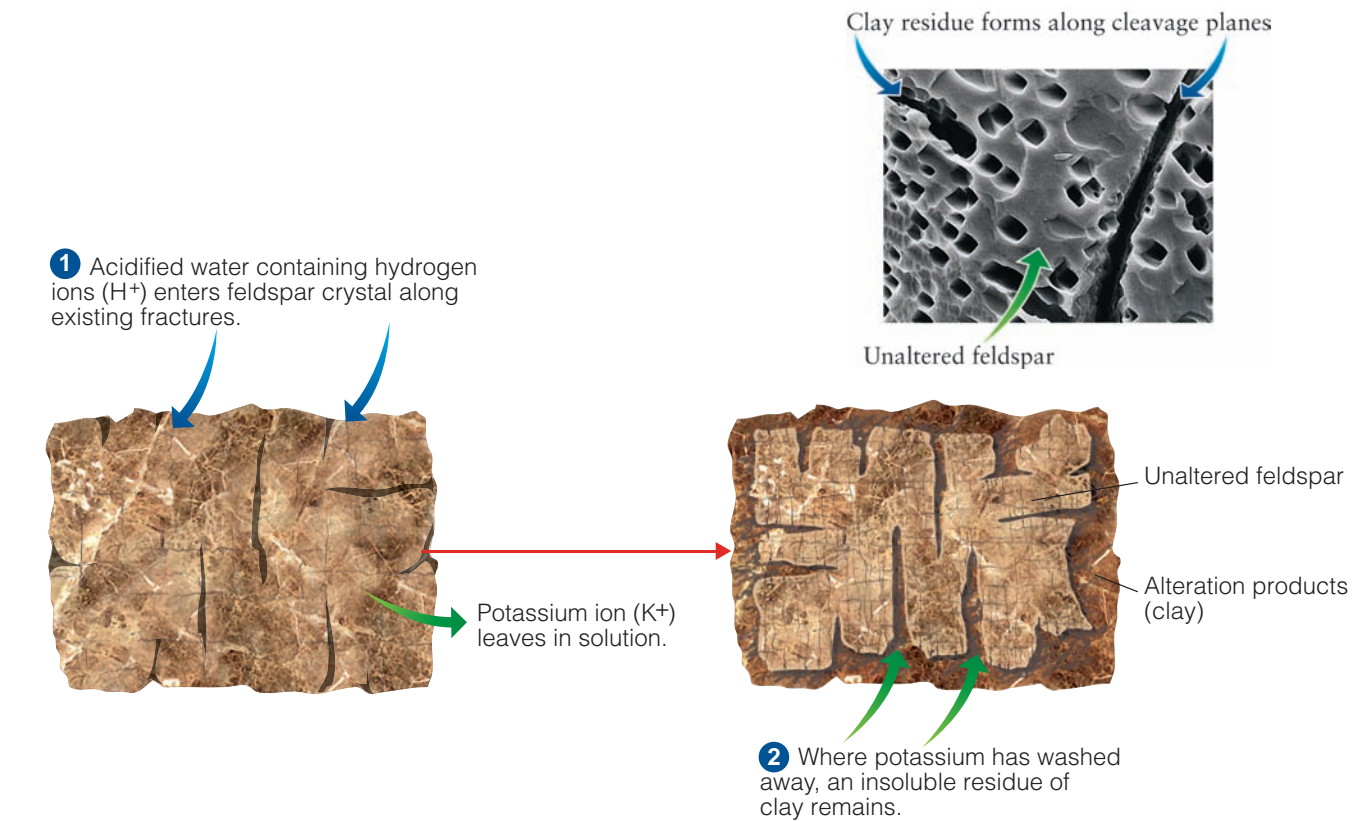 Clay residue forms along cleavage planes
Unaltered feldspar
1 Acidified water containing hydrogen
ions (H+) enters feldspar crystal along
existing fractures.
Potassium ion (K+)
leaves in solution.
Unaltered feldspar
Alteration products
(clay)
2 Where potassium has washed
away, an insoluble residue of
clay remains.